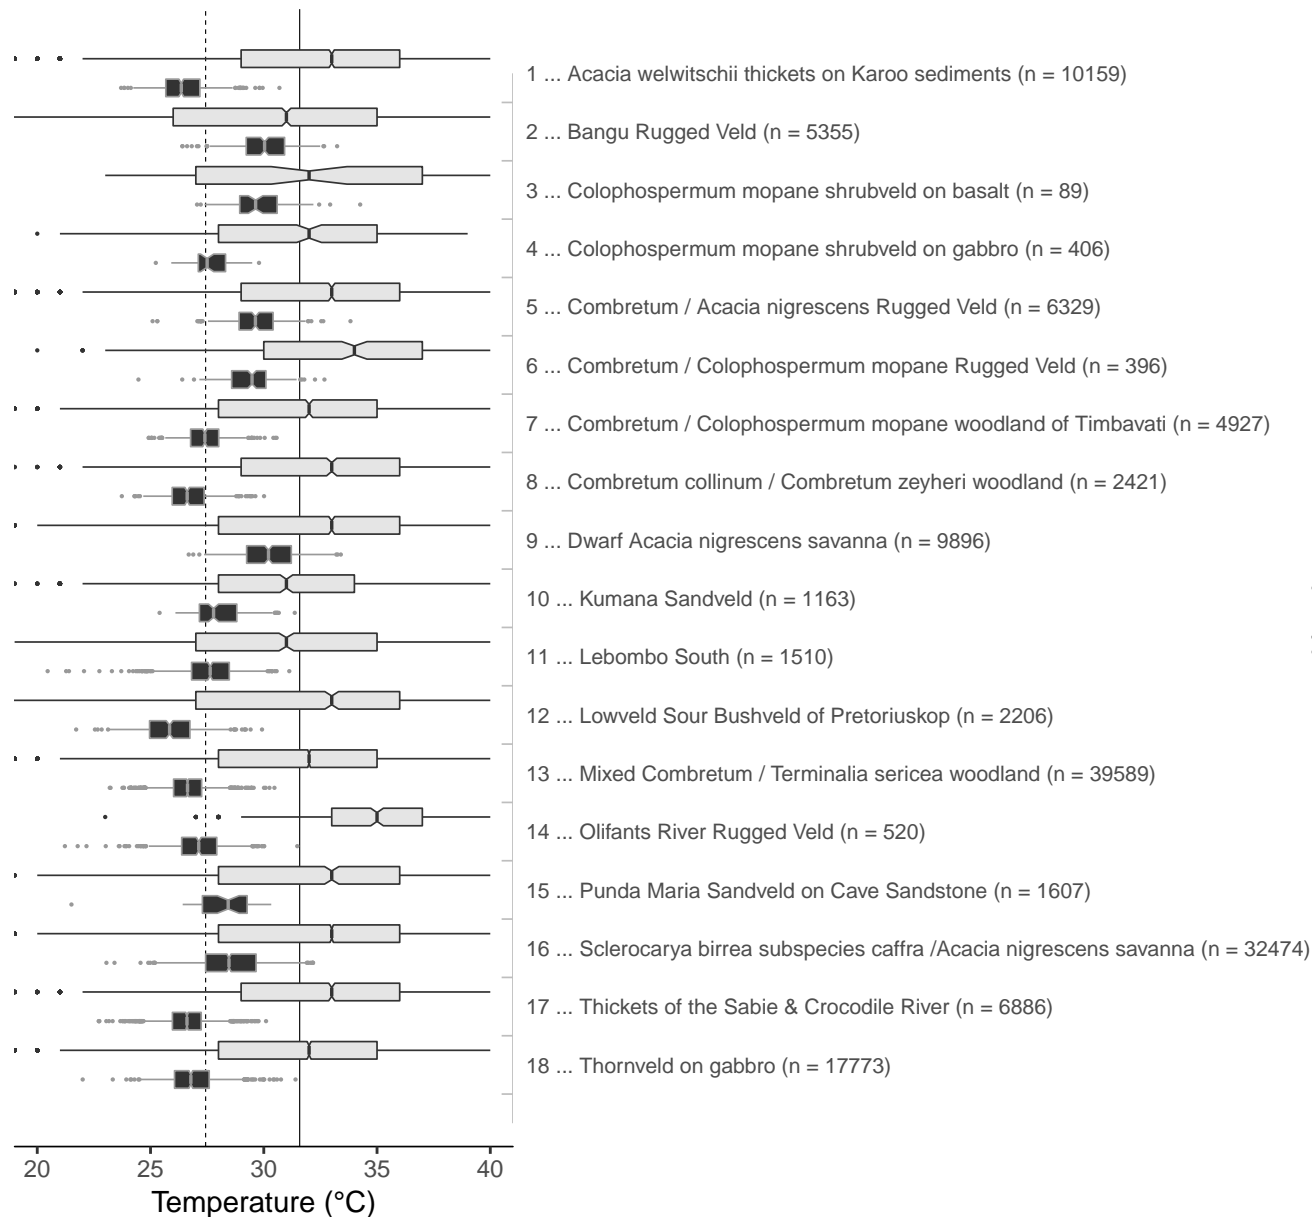 1 ... Acacia welwitschii thickets on Karoo sediments (n = 10159)
2 ... Bangu Rugged Veld (n = 5355)
3 ... Colophospermum mopane shrubveld on basalt (n = 89)
4 ... Colophospermum mopane shrubveld on gabbro (n = 406)
5 ... Combretum / Acacia nigrescens Rugged Veld (n = 6329)
6 ... Combretum / Colophospermum mopane Rugged Veld (n = 396)
7 ... Combretum / Colophospermum mopane woodland of Timbavati (n = 4927)
8 ... Combretum collinum / Combretum zeyheri woodland (n = 2421)
9 ... Dwarf Acacia nigrescens savanna (n = 9896)
10 ... Kumana Sandveld (n = 1163)
11 ... Lebombo South (n = 1510)
12 ... Lowveld Sour Bushveld of Pretoriuskop (n = 2206)
13 ... Mixed Combretum / Terminalia sericea woodland (n = 39589)
14 ... Olifants River Rugged Veld (n = 520)
15 ... Punda Maria Sandveld on Cave Sandstone (n = 1607)
16 ... Sclerocarya birrea subspecies caffra /Acacia nigrescens savanna (n = 32474)
17 ... Thickets of the Sabie & Crocodile River (n = 6886)
18 ... Thornveld on gabbro (n = 17773)
20 25 30 35 40
Temperature (°C)